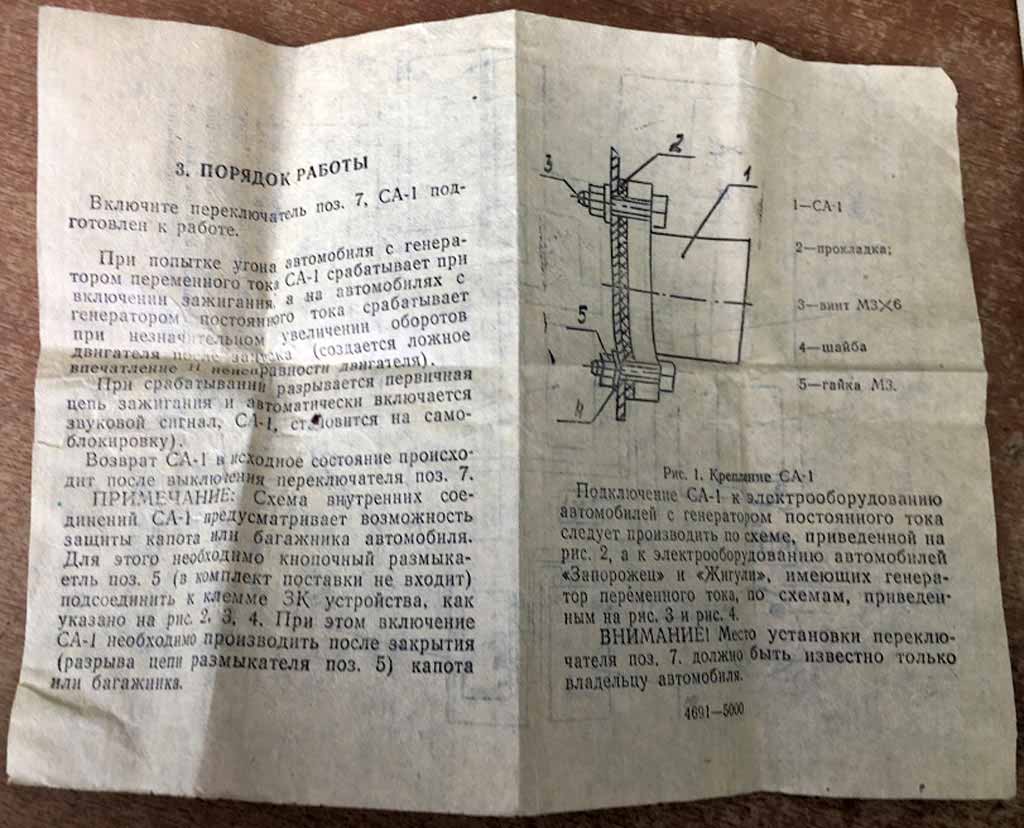 3. ПОРЯДОК РАБОТЫ
Включите переключатель поз. 7, СА-1 под-
готовлен к работе.
При попытке угона автомобиля с генера-
тором переменного тока СА-1 срабатывает при
включении зажигания, а на автомобилях с
генератором постоянного тока срабатывает
при незначительном увеличении оборотов
двигателя после запуска (создается ложное
впечатление неисправности двигателя).
При срабатывании разрывается первичная
цепь зажигания и автоматически включается
звуковой сигнал, СА-1, становится на само-
блокировку).
Возврат СА-1 в исходное состояние происхо-
дит после выключения переключателя поз. 7.
ПРИМЕЧАНИЕ: Схема внутренних сое-
динений СА-1 предусматривает возможность
защиты капота или багажника автомобиля.
Для этого необходимо кнопочный размыка-
етль поз. 5 (в комплект поставки не входит)
подсоединить к клемме ЗК устройства, как
указано на рис. 2, 3, 4. При этом включение
СА-1 необходимо производить после закрытия
(разрыва цепи размыкателя поз. 5) капота
или багажника.
2
3
1
5
4
1—СА-1
2—прокладка;
3—винт М3×6
4—шайба
5—гайка М3.
Рис. 1. Крепление СА-1
Подключение СА-1 к электрооборудованию
автомобилей с генератором постоянного тока
следует производить по схеме, приведенной на
рис. 2, а к электрооборудованию автомобилей
«Запорожец» и «Жигули», имеющих генера-
тор переменного тока, по схемам, приведен-
ным на рис. 3 и рис. 4.
ВНИМАНИЕ! Место установки переклю-
чателя поз. 7. должно быть известно только
владельцу автомобиля.
4691—5000